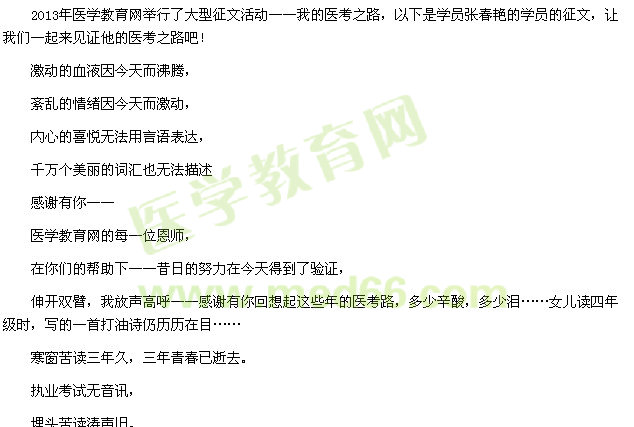 2013年医学教育网举行了大型征文活动——我的医考之路，以下是学员张春艳的学员的征文，让
我们一起来见证他的医考之路吧！
激动的血液因今天而沸腾，
紊乱的情绪因今天而激动，
内心的喜悦无法用言语表达，
千万个美丽的词汇也无法描述
感谢有你——
医学教育网的每一位恩师，
在你们的帮助下——昔日的努力在今天得到了验证，
伸开双臂，我放声高呼——感谢有你回想起这些年的医考路，多少辛酸，多少泪……女儿读四年
级时，写的一首打油诗仍历历在目……
寒窗苦读三年久，三年青春已逝去。
执业考试无音讯，
埋头苦读涛声旧。
医学教育网
www.med66.com